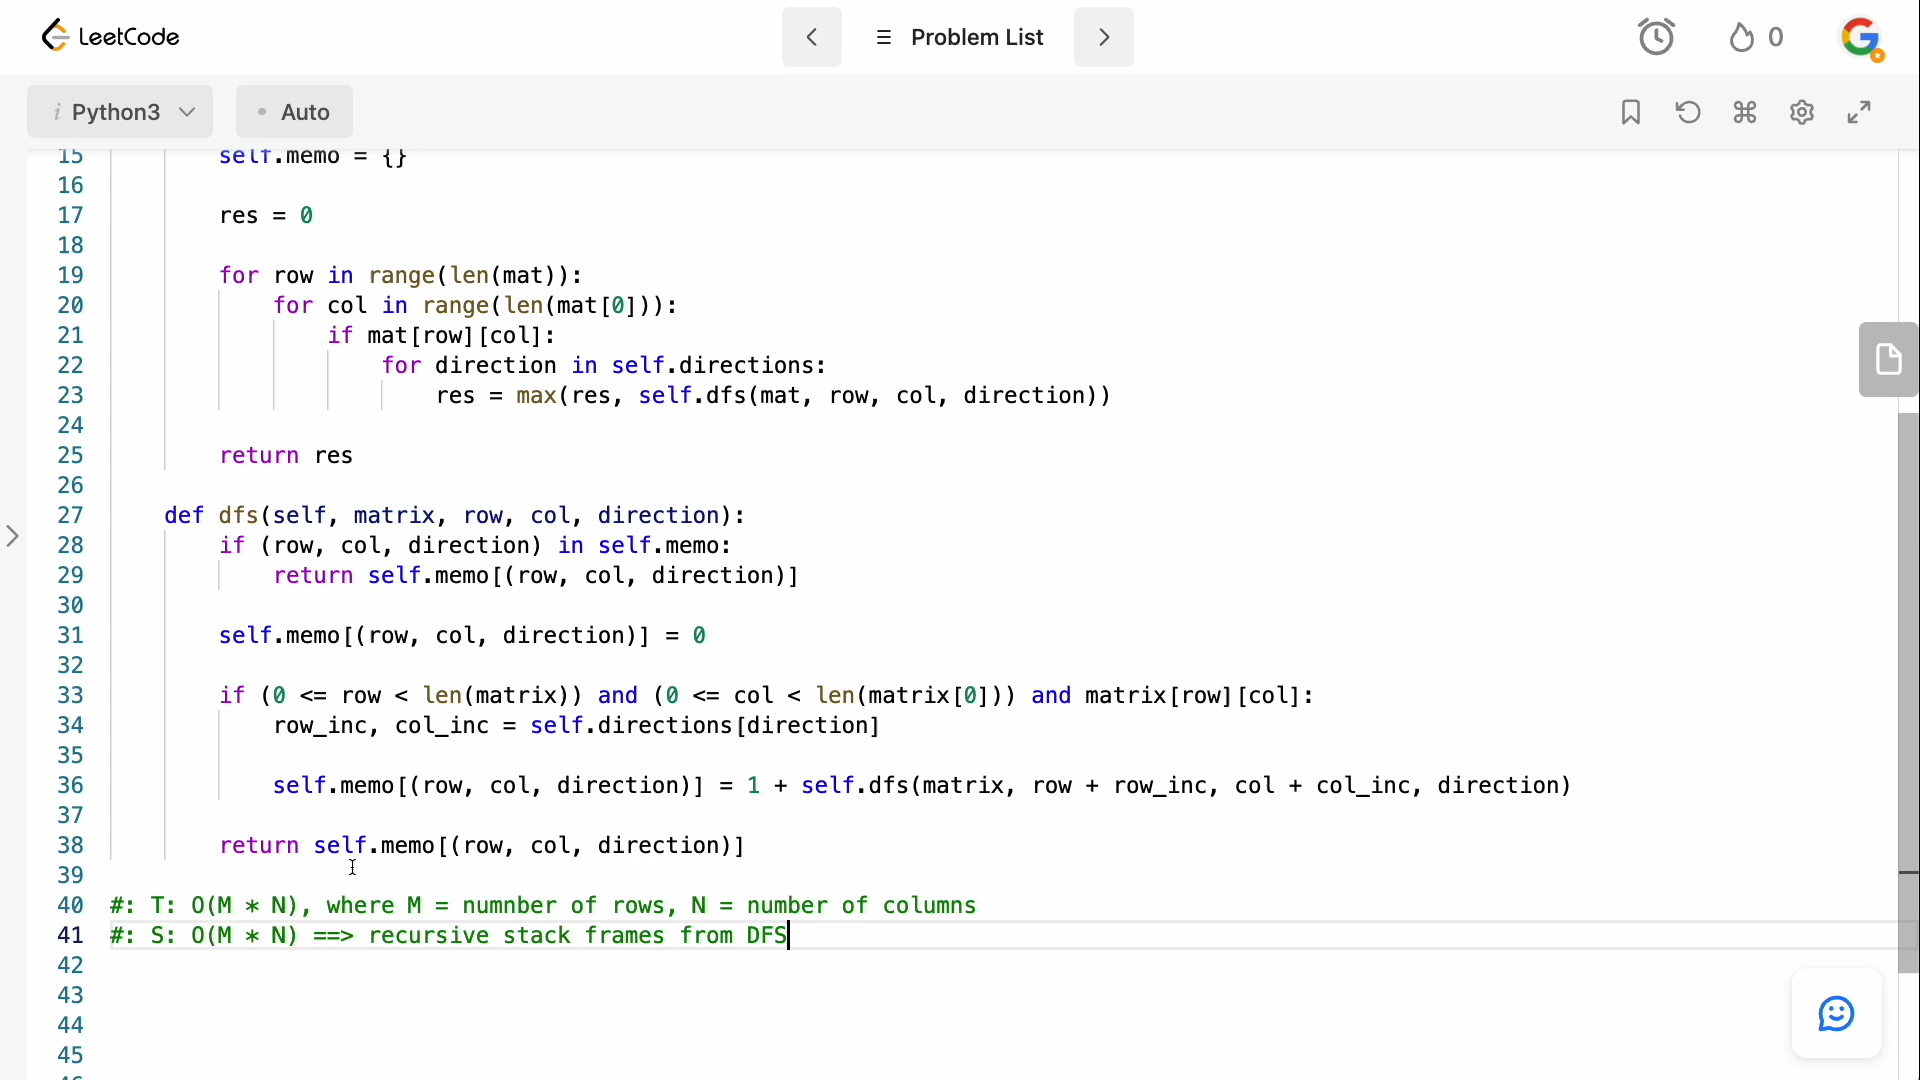 LeetCode
Problem List
0
i Python3
Auto
15 self.memo = {}
16
17 res = 0
18
19 for row in range(len(mat)):
20 for col in range(len(mat[0])):
21 if mat[row][col]:
22 for direction in self.directions:
23 res = max(res, self.dfs(mat, row, col, direction))
24
25 return res
26
27 def dfs(self, matrix, row, col, direction):
28 if (row, col, direction) in self.memo:
29 return self.memo[(row, col, direction)]
30
31 self.memo[(row, col, direction)] = 0
32
33 if (0 <= row < len(matrix)) and (0 <= col < len(matrix[0])) and matrix[row][col]:
34 row_inc, col_inc = self.directions[direction]
35
36 self.memo[(row, col, direction)] = 1 + self.dfs(matrix, row + row_inc, col + col_inc, direction)
37
38 return self.memo[(row, col, direction)]
39
40 #: T: O(M * N), where M = numnber of rows, N = number of columns
41 #: S: O(M * N) ==> recursive stack frames from DFS
42
43
44
45